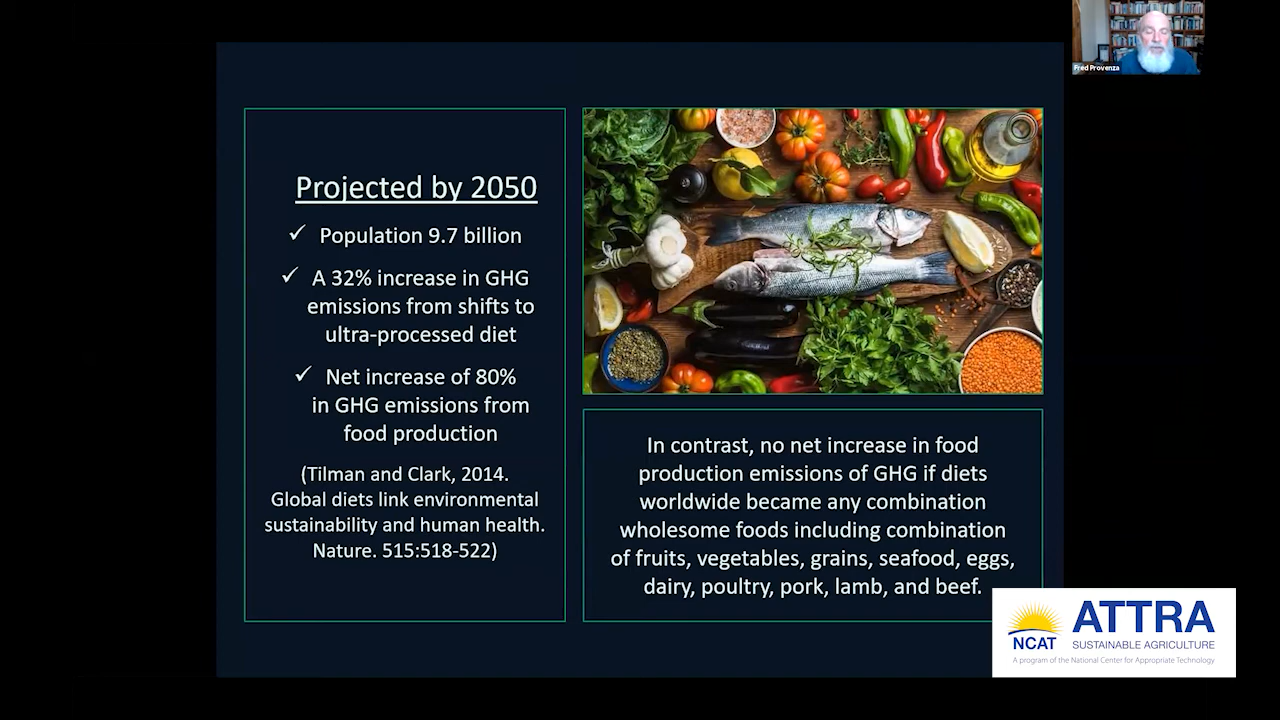 Fred Provenza
Projected by 2050
✓ Population 9.7 billion
✓ A 32% increase in GHG
emissions from shifts to
ultra-processed diet
✓ Net increase of 80%
in GHG emissions from
food production
(Tilman and Clark, 2014.
Global diets link environmental
sustainability and human health.
Nature. 515:518-522)
In contrast, no net increase in food
production emissions of GHG if diets
worldwide became any combination
wholesome foods including combination
of fruits, vegetables, grains, seafood, eggs,
dairy, poultry, pork, lamb, and beef.
NCAT
ATTRA
SUSTAINABLE AGRICULTURE
A program of the National Center for Appropriate Technology